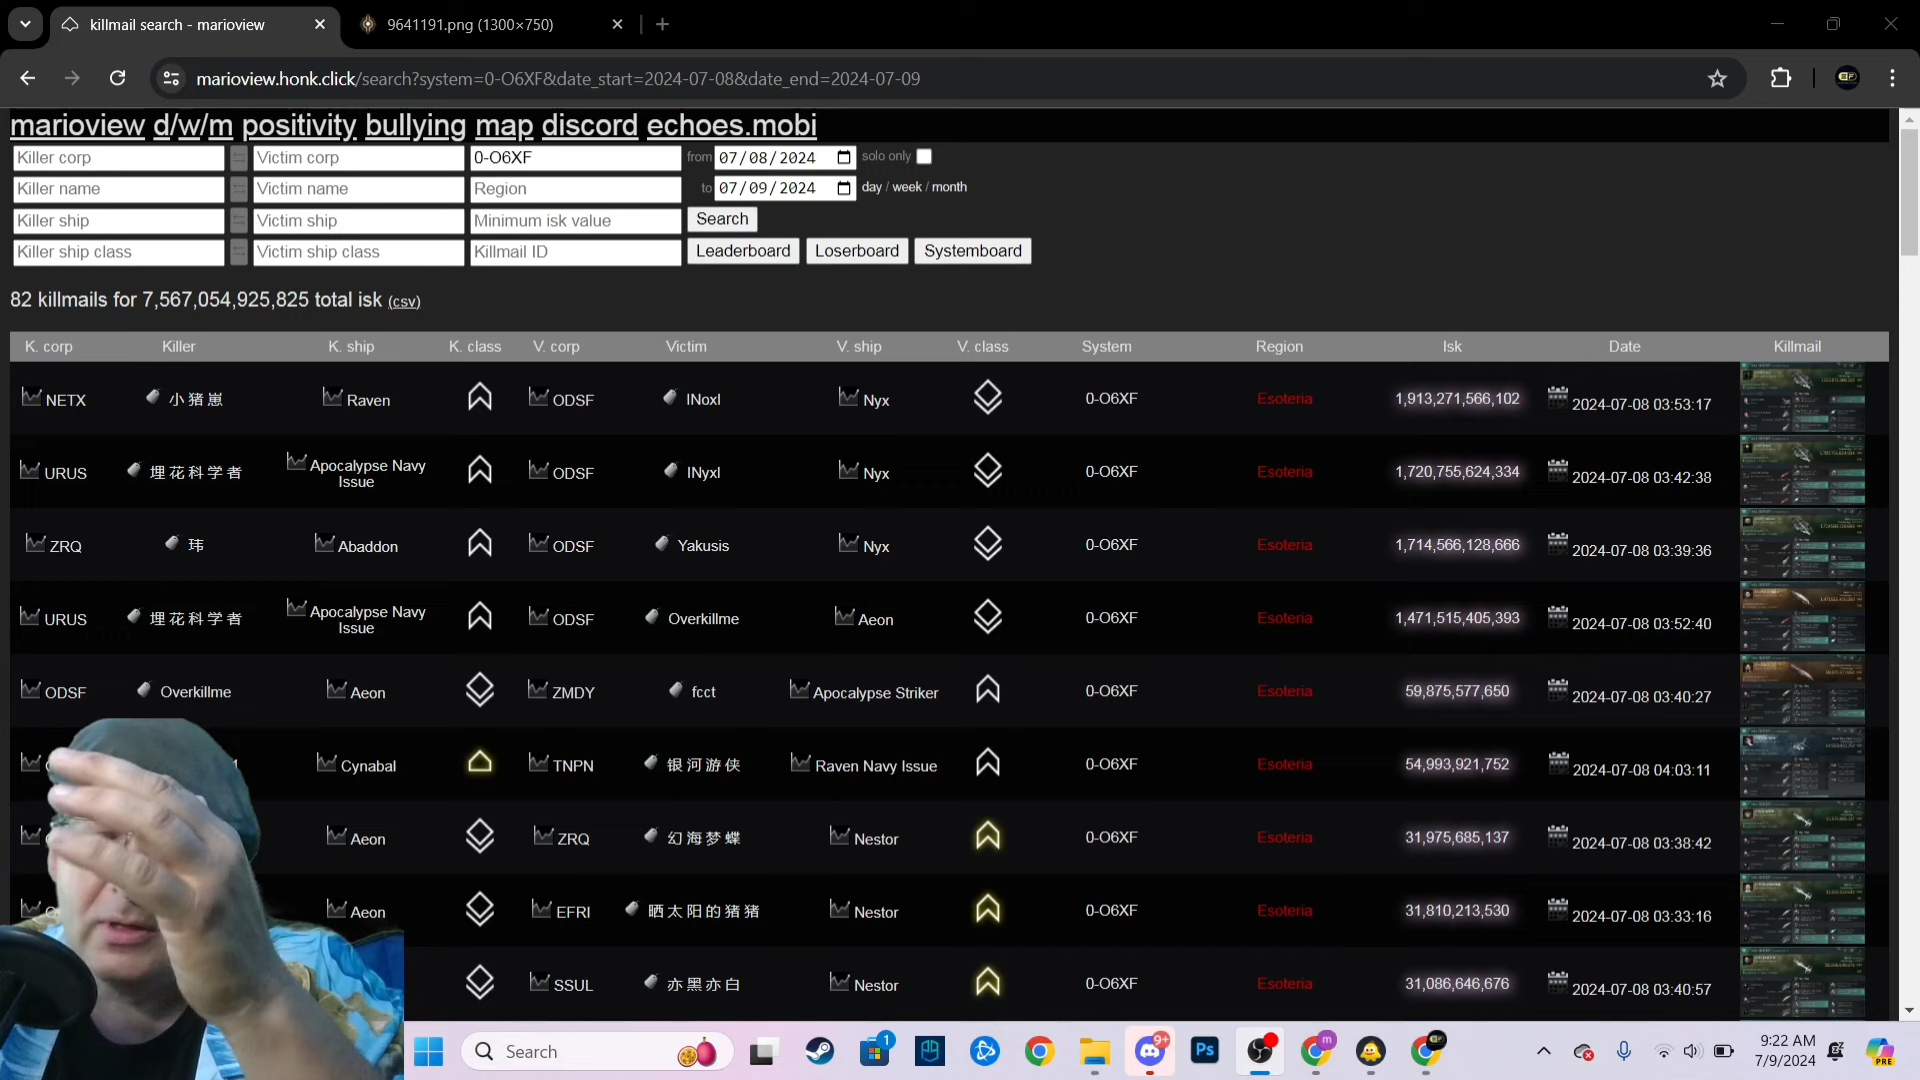 killmail search - marioview
9641191.png (1300×750)
marioview.honk.click/search?system=0-O6XF&date_start=2024-07-08&date_end=2024-07-09
marioview d/w/m positivity bullying map discord echoes.mobi
Killer corp Victim corp 0-O6XF from 07/08/2024 solo only
Killer name Victim name Region to 07/09/2024 day / week / month
Killer ship Victim ship Minimum isk value Search
Killer ship class Victim ship class Killmail ID Leaderboard Loserboard Systemboard
82 killmails for 7,567,054,925,825 total isk (csv)
K. corp Killer K. ship K. class V. corp Victim V. ship V. class System Region Isk Date Killmail
NETX 小猪崽 Raven ODSF INoxl Nyx 0-O6XF Esoteria 1,913,271,566,102 2024-07-08 03:53:17
URUS 埋花科学者 Apocalypse Navy Issue ODSF INyxl Nyx 0-O6XF Esoteria 1,720,755,624,334 2024-07-08 03:42:38
ZRQ 玮 Abaddon ODSF Yakusis Nyx 0-O6XF Esoteria 1,714,566,128,666 2024-07-08 03:39:36
URUS 埋花科学者 Apocalypse Navy Issue ODSF Overkillme Aeon 0-O6XF Esoteria 1,471,515,405,393 2024-07-08 03:52:40
ODSF Overkillme Aeon ZMDY fcct Apocalypse Striker 0-O6XF Esoteria 59,875,577,650 2024-07-08 03:40:27
Cynabal TNPN 银河游侠 Raven Navy Issue 0-O6XF Esoteria 54,993,921,752 2024-07-08 04:03:11
Aeon ZRQ 幻海梦蝶 Nestor 0-O6XF Esoteria 31,975,685,137 2024-07-08 03:38:42
Aeon EFRI 晒太阳的猪猪 Nestor 0-O6XF Esoteria 31,810,213,530 2024-07-08 03:33:16
SSUL 亦黑亦白 Nestor 0-O6XF Esoteria 31,086,646,676 2024-07-08 03:40:57
Search 1 9+ Ps m 9:22 AM
7/9/2024 PRE